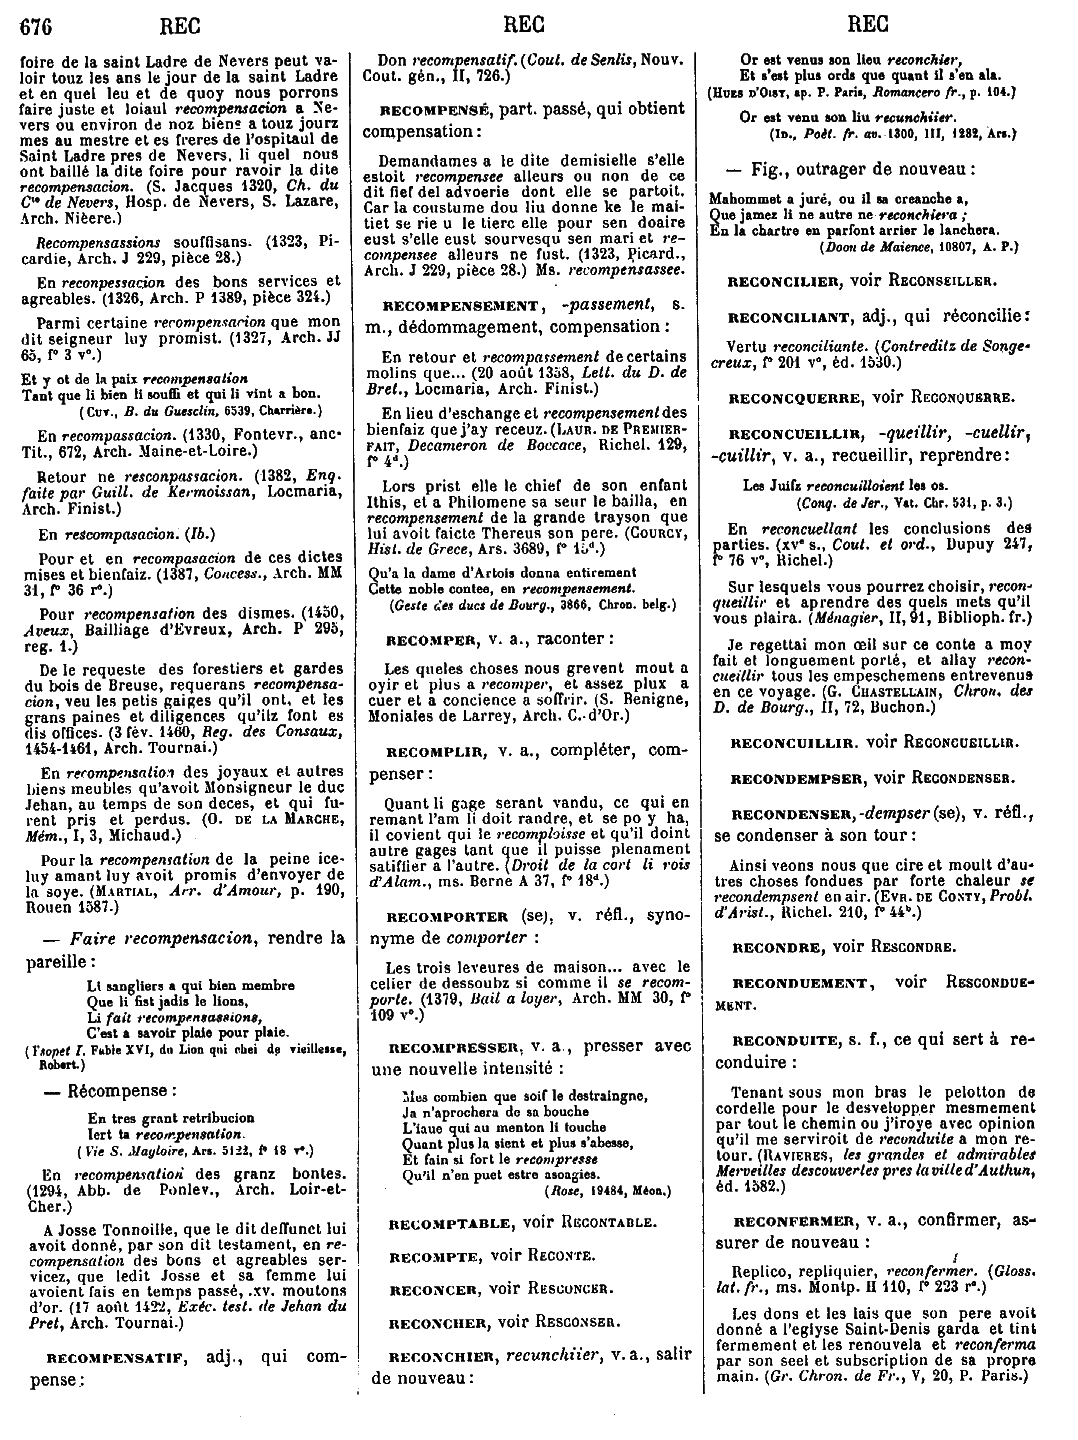 676 REC REC REC
foire de la saint Ladre de Nevers peut va-
loir touz les ans le jour de la saint Ladre
et en quel leu et de quoy nous porrons
faire juste et loiaul recompensacion a Ne-
vers ou environ de noz biens a touz jourz
mes au mestre et es freres de l'ospitaul de
Saint Ladre pres de Nevers, li quel nous
ont baillé la dite foire pour ravoir la dite
recompensacion. (S. Jacques 1320, Ch. du
Cte de Nevers, Hosp. de Nevers, S. Lazare,
Arch. Nièere.)
Recompensassions souffisans. (1323, Pi-
cardie, Arch. J 229, pièce 28.)
En reconpessacion des bons services et
agreables. (1326, Arch. P 1389, pièce 324.)
Parmi certaine recompensacion que mon
dit seigneur luy promist. (1327, Arch. JJ
65, f° 3 v°.)
Et y ot de la paix recompensation
Tant que li bien li souffi et qui li vint a bon.
(Cuv., B. du Guesclin, 6539, Charrière.)
En recompassacion. (1330, Fontevr., anc.
Tit., 672, Arch. Maine-et-Loire.)
Retour ne resconpassacion. (1382, Enq.
faite par Guill. de Kermoissan, Locmaria,
Arch. Finist.)
En rescompasacion. (Ib.)
Pour et en recompasacion de ces dictes
mises et bienfaiz. (1387, Concess., Arch. MM
31, f° 36 r°.)
Pour recompensation des dismes. (1450,
Aveux, Bailliage d'Evreux, Arch. P 295,
reg. 1.)
De le requeste des forestiers et gardes
du bois de Breuse, requerans recompensa-
cion, veu les petis gaiges qu'il ont, et les
grans paines et diligences qu'ilz font es
dis offices. (3 fév. 1460, Reg. des Consaux,
1454-1461, Arch. Tournai.)
En recompensation des joyaux et autres
biens meubles qu'avoit Monsigneur le duc
Jehan, au temps de son deces, et qui fu-
rent pris et perdus. (O. DE LA MARCHE,
Mém., I, 3, Michaud.)
Pour la recompensation de la peine ice-
luy amant luy avoit promis d'envoyer de
la soye. (MARTIAL, Arr. d'Amour, p. 190,
Rouen 1587.)
— Faire recompensacion, rendre la
pareille :
Li sangliers a qui bien membre
Que li fist jadis le lions,
Li fait recompensassions,
C'est a savoir plaie pour plaie.
(Ysopet I. Fable XVI, du Lion qui chei de vieillesse,
Robert.)
— Récompense :
En tres grant retribucion
Iert ta recompensation.
(Vie S. Magloire, Ars. 5122, f° 18 v°.)
En recompensation des granz bontes.
(1294, Abb. de Ponlev., Arch. Loir-et-
Cher.)
A Josse Tonnoille, que le dit deffunct lui
avoit donné, par son dit testament, en re-
compensation des bons et agreables ser-
vicez, que ledit Josse et sa femme lui
avoient fais en temps passé, .xv. moutons
d'or. (17 août 1422, Exéc. test. de Jehan du
Pret, Arch. Tournai.)
RECOMPENSATIF, adj., qui com-
pense :
Don recompensatif. (Cout. de Senlis, Nouv.
Cout. gén., II, 726.)
RECOMPENSÉ, part. passé, qui obtient
compensation :
Demandames a le dite demisielle s'elle
estoit recompensee alleurs ou non de ce
dit fief del advoerie dont elle se partoit.
Car la coustume dou liu donne ke le mai-
tiet se rie u le tierc elle pour sen doaire
eust s'elle eust sourvesqu sen mari et re-
compensee alleurs ne fust. (1323, Picard.,
Arch. J 229, pièce 28.) Ms. recompensassee.
RECOMPENSEMENT, -passement, s.
m., dédommagement, compensation :
En retour et recompassement de certains
molins que... (20 août 1358, Lett. du D. de
Bret., Locmaria, Arch. Finist.)
En lieu d'eschange et recompensement des
bienfaiz que j'ay receuz. (LAUR. DE PREMIER-
FAIT, Decameron de Boccace, Richel. 129,
f° 4d.)
Lors prist elle le chief de son enfant
Ithis, et a Philomene sa seur le bailla, en
recompensement de la grande trayson que
lui avoit faicte Thereus son pere. (COURCY,
Hist. de Grece, Ars. 3689, f° 15d.)
Qu'a la dame d'Artois donna entirement
Cette noble contee, en recompensement.
(Geste des ducs de Bourg., 3866, Chron. belg.)
RECOMPER, v. a., raconter :
Les queles choses nous grevent mout a
oyir et plus a recomper, et assez plux a
cuer et a concience a soffrir. (S. Benigne,
Moniales de Larrey, Arch. C.-d'Or.)
RECOMPLIR, v. a., compléter, com-
penser :
Quant li gage serant vandu, ce qui en
remant l'am li doit randre, et se po y ha,
il covient qui le recomploisse et qu'il doint
autre gages tant que il puisse plenament
satiffier a l'autre. (Droit de la cort li rois
d'Alam., ms. Berne A 37, f° 18d.)
RECOMPORTER (se), v. réfl., syno-
nyme de comporter :
Les trois leveures de maison... avec le
celier de dessoubz si comme il se recom-
porte. (1379, Bail a loyer, Arch. MM 30, f°
109 v°.)
RECOMPRESSER, v. a., presser avec
une nouvelle intensité :
Mes combien que soif le destraingne,
Ja n'aprochera de sa bouche
L'iaue qui au menton li touche
Quant plus la sient et plus s'abesse,
Et fain si fort le recompresse
Qu'il n'en puet estre asoagies.
(Rose, 19484, Méon.)
RECOMPTABLE, voir RECONTABLE.
RECOMPTE, voir RECONTE.
RECONCER, voir RESCONCER.
RECONCHER, voir RESCONSER.
RECONCHIER, recunchiier, v. a., salir
de nouveau :
Or est venus son lieu reconchier,
Et s'est plus ords que quant il s'en ala.
(HUES D'OIST, ap. P. Paris, Romancero fr., p. 104.)
Or est venu son liu recunchiier.
(ID., Poët. fr. av. 1300, III, 1282, Ars.)
— Fig., outrager de nouveau :
Mahommet a juré, ou il sa creanche a,
Que jamez li ne autre ne reconchiera ;
En la chartre en parfont arrier le lanchera.
(Doon de Maience, 10807, A. P.)
RECONCILIER, voir RECONSEILLER.
RECONCILIANT, adj., qui réconcilie :
Vertu reconciliante. (Contreditz de Songe-
creux, f° 201 v°, éd. 1530.)
RECONCQUERRE, voir RECONQUERRE.
RECONCUEILLIR, -queillir, -cuellir,
-cuillir, v. a., recueillir, reprendre :
Les Juifz reconcuilloient les os.
(Conq. de Jer., Vat. Chr. 531, p. 3.)
En reconcuellant les conclusions des
parties. (xve s., Cout. et ord., Dupuy 247,
f° 76 v°, Richel.)
Sur lesquels vous pourrez choisir, recon-
queillir et aprendre des quels mets qu'il
vous plaira. (Ménagier, II, 91, Biblioph. fr.)
Je regettai mon œil sur ce conte a moy
fait et longuement porté, et allay recon-
cueillir tous les empeschemens entrevenus
en ce voyage. (G. CHASTELLAIN, Chron. des
D. de Bourg., II, 72, Buchon.)
RECONCUILLIR. voir RECONCUEILLIR.
RECONDEMPSER, voir RECONDENSER.
RECONDENSER, -dempser (se), v. réfl.,
se condenser à son tour :
Ainsi veons nous que cire et moult d'au-
tres choses fondues par forte chaleur se
recondempsent en air. (EVR. DE CONTY, Probl.
d'Arist., Richel. 210, f° 44b.)
RECONDRE, voir RESCONDRE.
RECONDUEMENT, voir RESCONDUE-
MENT.
RECONDUITE, s. f., ce qui sert à re-
conduire :
Tenant sous mon bras le pelotton de
cordelle pour le desvelopper mesmement
par tout le chemin ou j'iroye avec opinion
qu'il me serviroit de reconduite a mon re-
tour. (RAVIERES, les grandes et admirables
Merveilles descouvertes pres la ville d'Authun,
éd. 1582.)
RECONFERMER, v. a., confirmer, as-
surer de nouveau :
Replico, repliquier, reconfermer. (Gloss.
lat. fr., ms. Montp. H 110, f° 223 r°.)
Les dons et les lais que son pere avoit
donné a l'eglyse Saint-Denis garda et tint
fermement et les renouvela et reconferma
par son seel et subscription de sa propre
main. (Gr. Chron. de Fr., V, 20, P. Paris.)